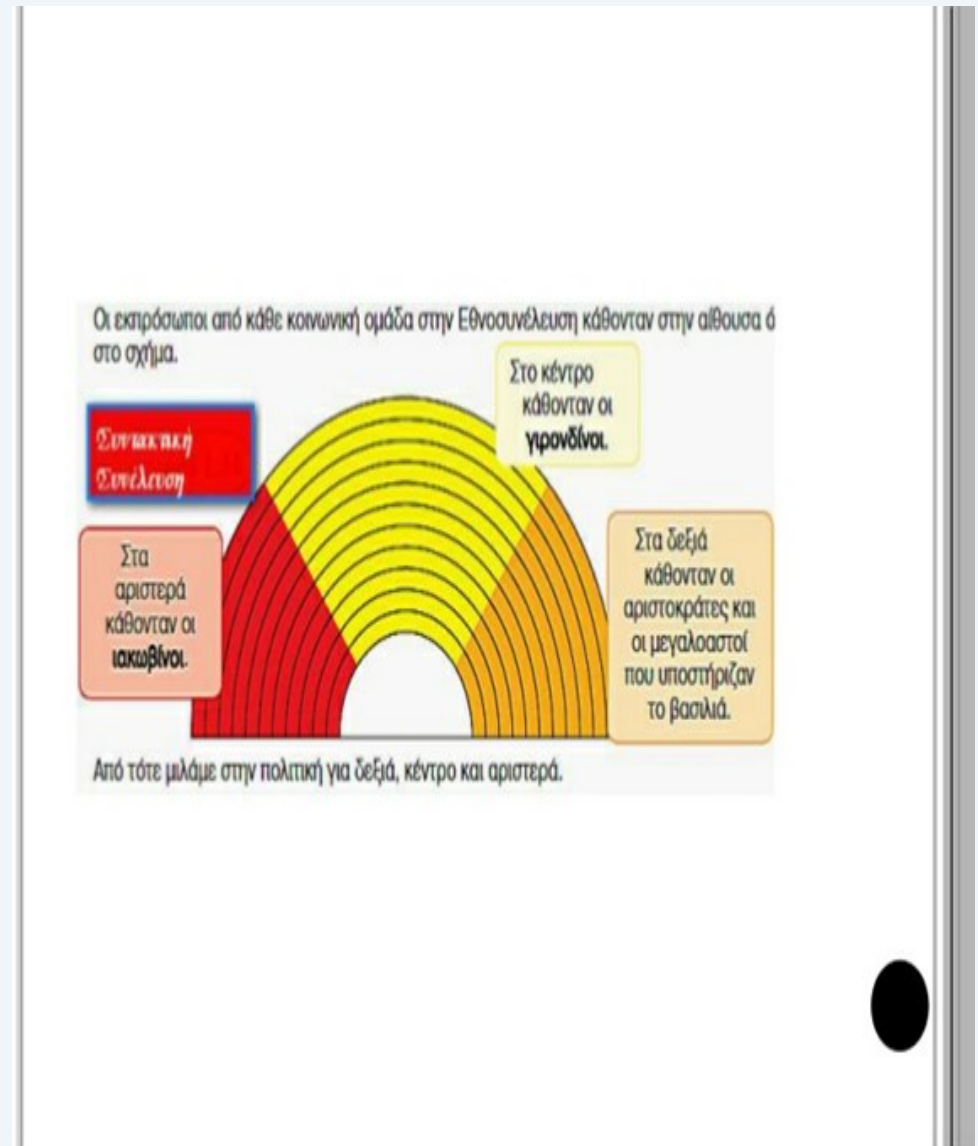 Οι εκπρόσωποι από κάθε κοινωνική ομάδα στην Εθνοσυνέλευση κάθονταν στην αίθουσα ό
στο σχήμα.
Στο κέντρο
κάθονταν οι
γιρονδίνοι.
Συντακτική
Συνέλευση
Στα
αριστερά
κάθονταν οι
ιακωβίνοι.
Στα δεξιά
κάθονταν οι
αριστοκράτες και
οι μεγαλοαστοί
που υποστήριζαν
το βασιλιά.
Από τότε μιλάμε στην πολιτική για δεξιά, κέντρο και αριστερά.